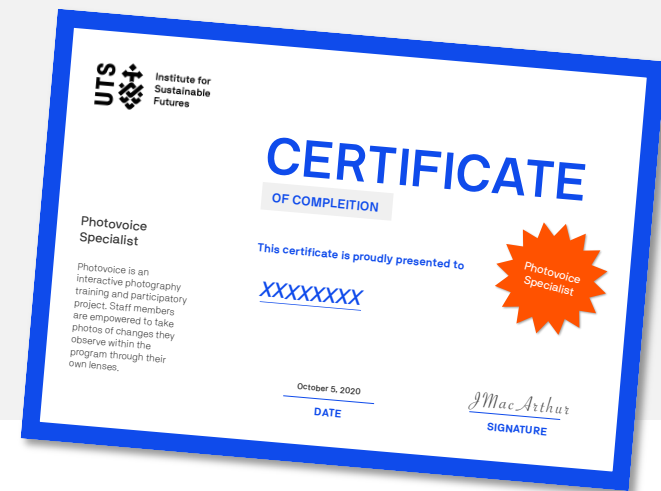 UTS
Institute for
Sustainable
Futures
CERTIFICATE
OF COMPLEITION
Photovoice
Specialist
Photovoice is an
interactive photography
training and participatory
project. Staff members
are empowered to take
photos of changes they
observe within the
program through their
own lenses.
This certificate is proudly presented to
XXXXXXXX
Photovoice
Specialist
October 5, 2020
DATE
JMacArthur
SIGNATURE